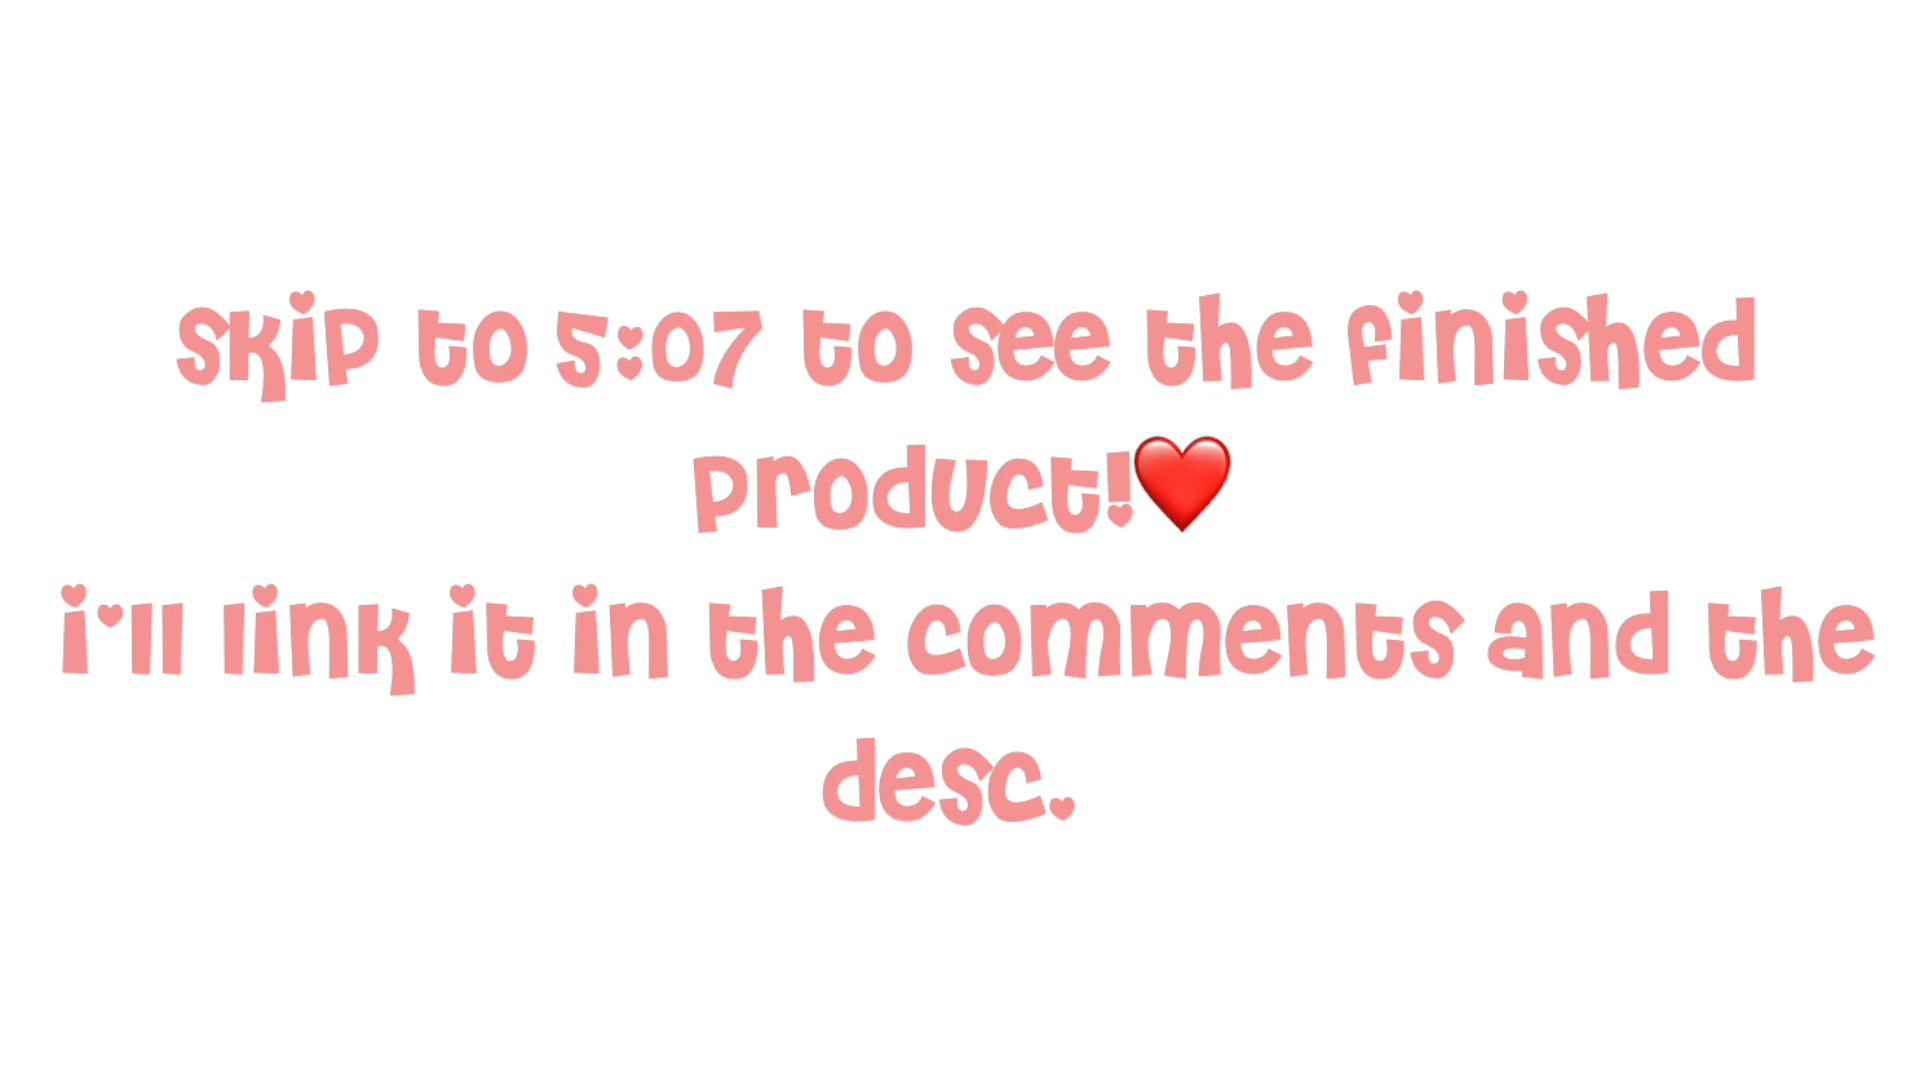 skip to 5:07 to see the finished
product!❤️
i'll link it in the comments and the
desc.